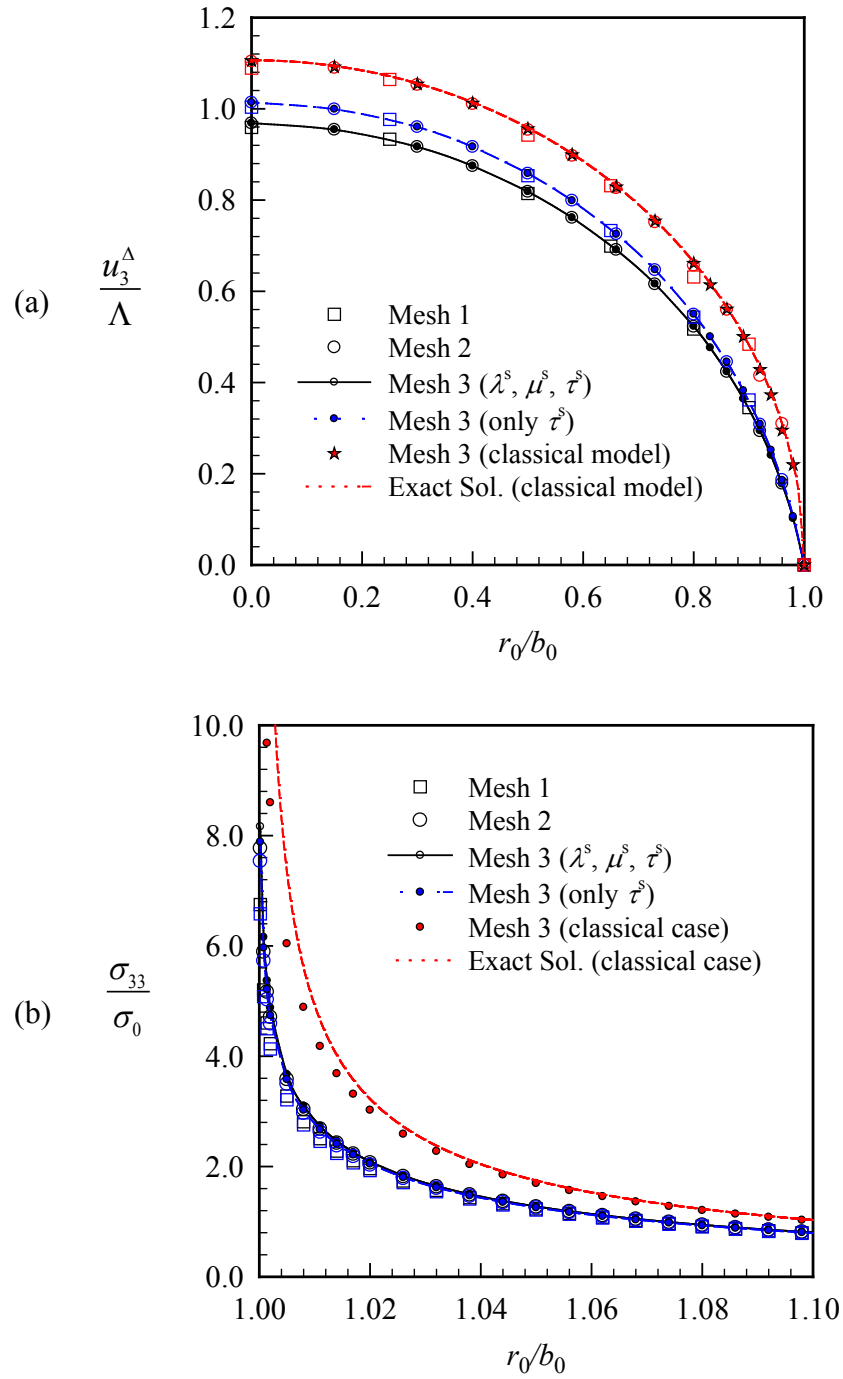 1.2
1.0
0.8
0.6
0.4
0.2
0.0
(a)
u₃^Δ / Λ
Mesh 1
Mesh 2
Mesh 3 (λˢ, μˢ, τˢ)
Mesh 3 (only τˢ)
Mesh 3 (classical model)
Exact Sol. (classical model)
0.0 0.2 0.4 0.6 0.8 1.0
r₀/b₀
10.0
8.0
6.0
4.0
2.0
0.0
(b)
σ₃₃ / σ₀
Mesh 1
Mesh 2
Mesh 3 (λˢ, μˢ, τˢ)
Mesh 3 (only τˢ)
Mesh 3 (classical case)
Exact Sol. (classical case)
1.00 1.02 1.04 1.06 1.08 1.10
r₀/b₀